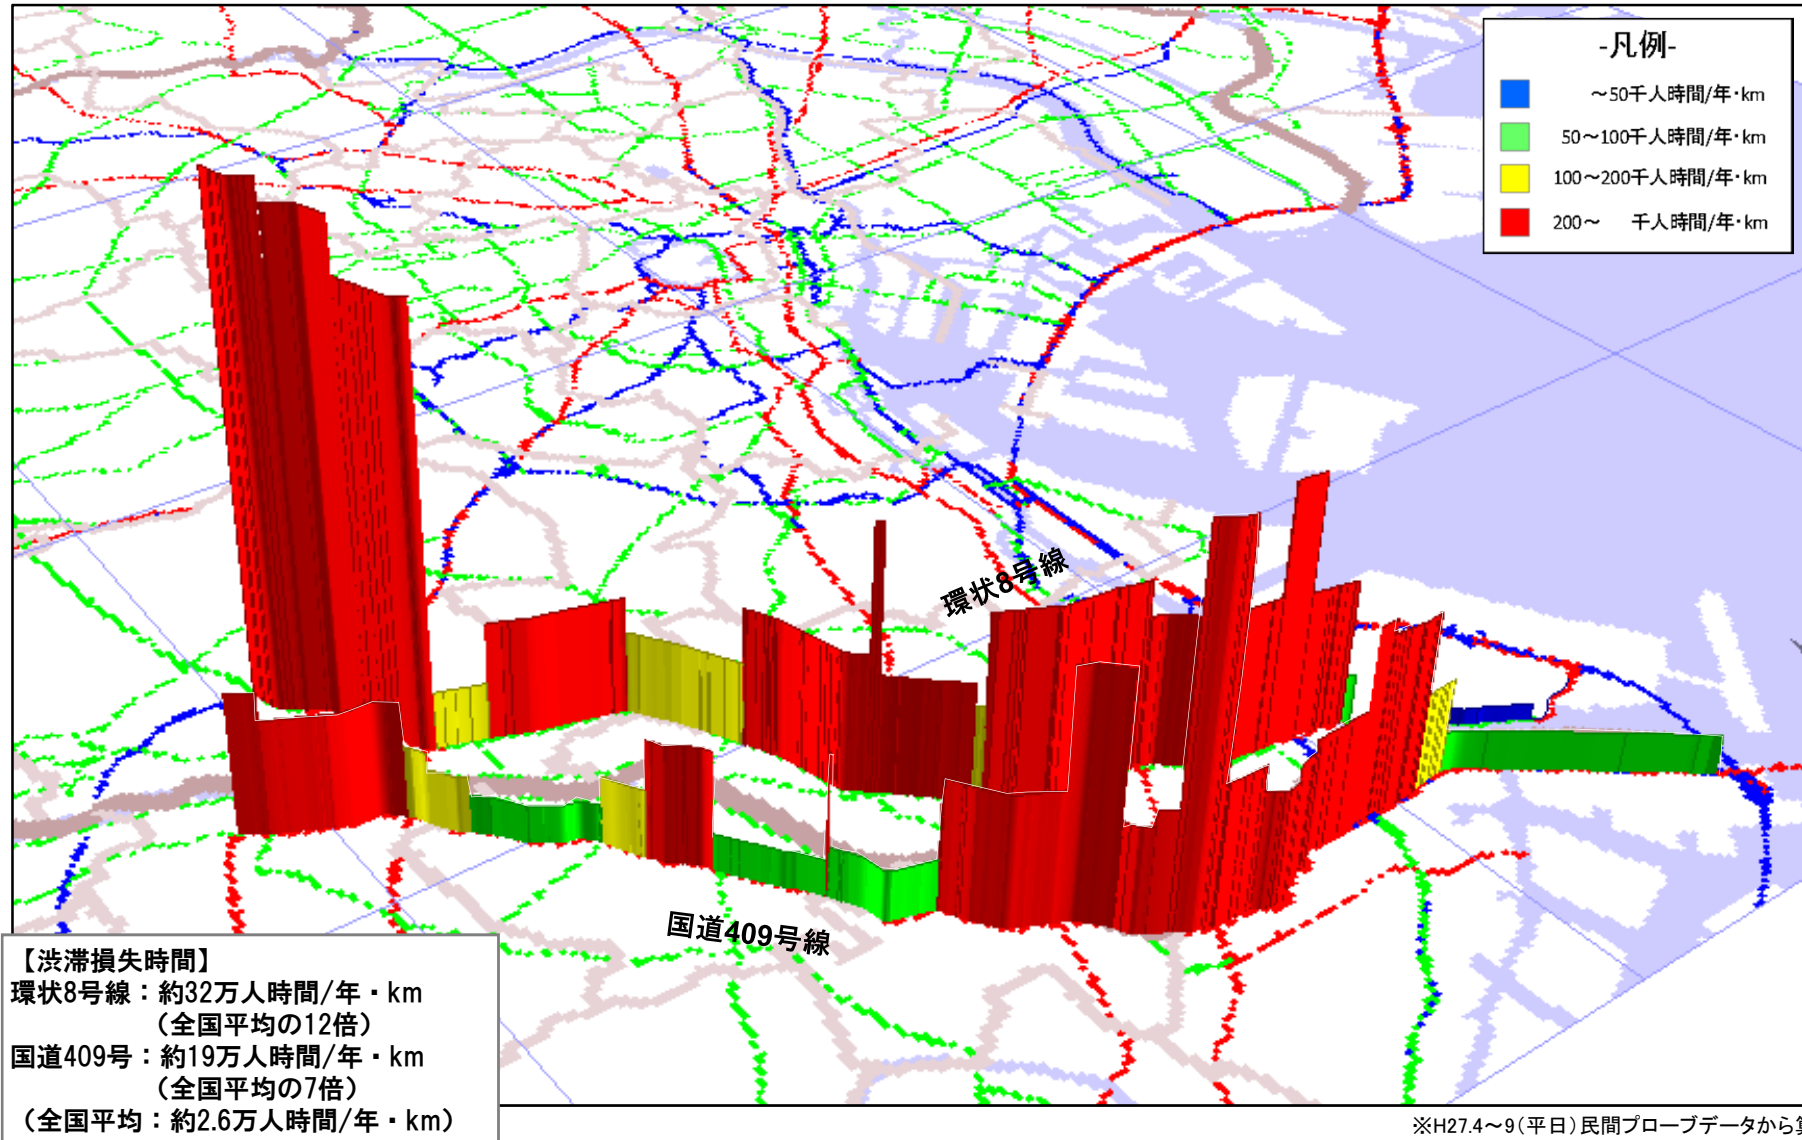 -凡例-
～50千人時間/年・km
50～100千人時間/年・km
100～200千人時間/年・km
200～　　千人時間/年・km
環状8号線
国道409号線
【渋滞損失時間】
環状8号線：約32万人時間/年・km
（全国平均の12倍）
国道409号：約19万人時間/年・km
（全国平均の7倍）
（全国平均：約2.6万人時間/年・km）
※H27.4～9（平日）民間プローブデータから算